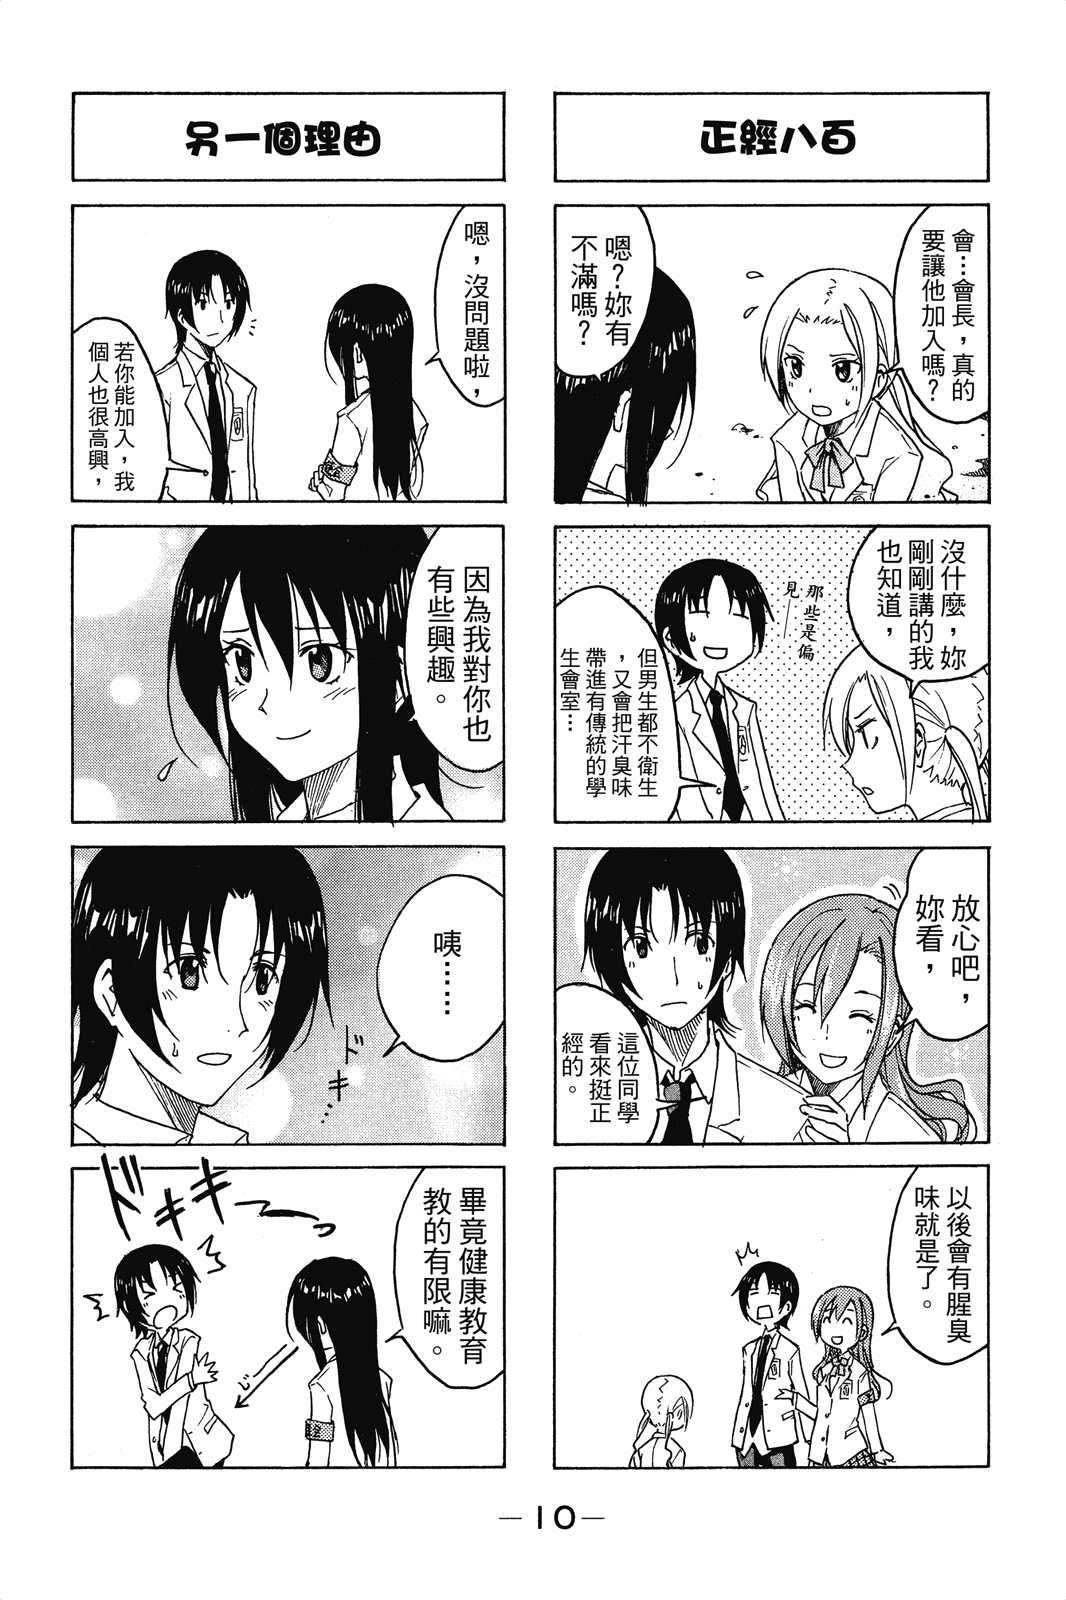 正經八百
會…會長，真的
要讓他加入嗎？
嗯？妳有
不滿嗎？
沒什麼，妳
剛剛講的我
也知道，
那些是偏
見——
但男生都不衛生
，又會把汗臭味
帶進有傳統的學
生會室…
放心吧，
妳看，
這位同學
看來挺正
經的。
以後會有腥臭
味就是了。
另一個理由
嗯，沒問題啦，
若你能加入，我
個人也很高興，
因為我對你也
有些興趣。
咦……
ドキ…
畢竟健康教育
教的有限嘛。
ドキキーッ
じ
—10—